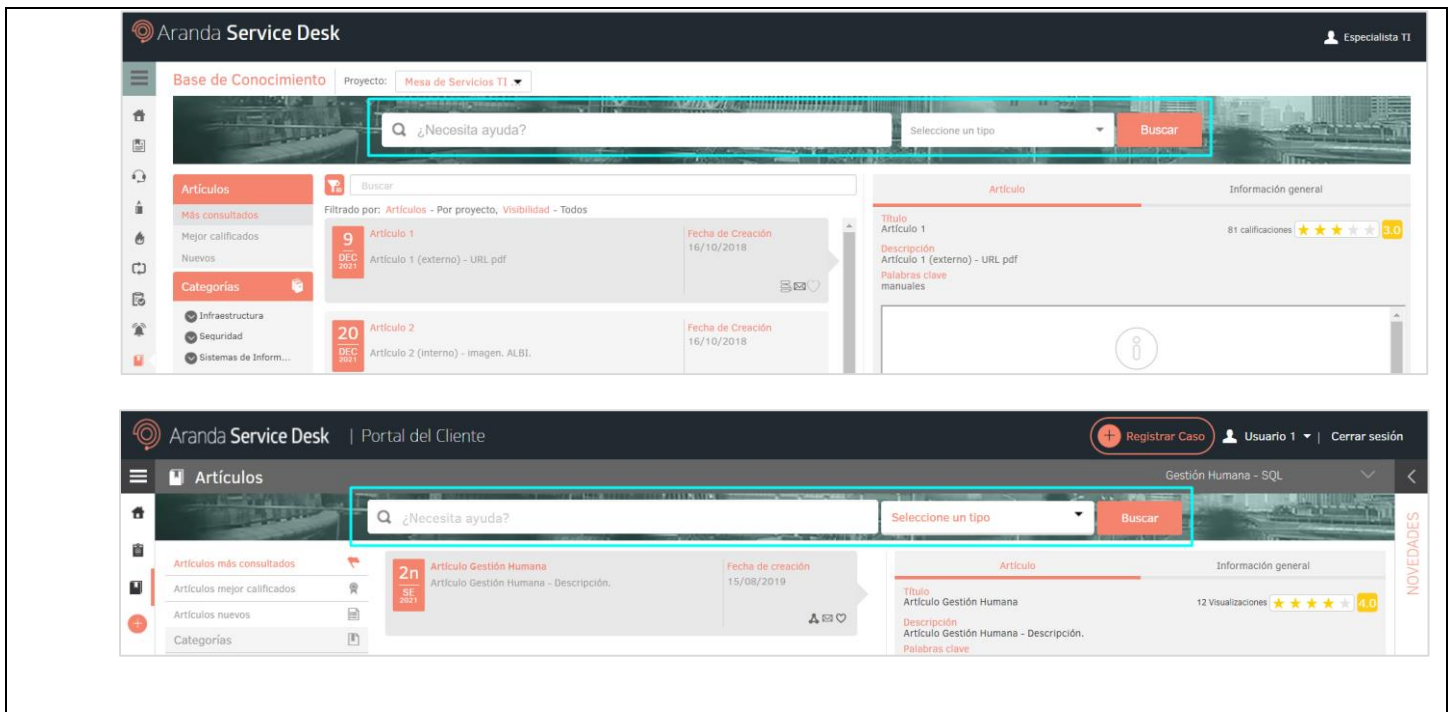 Aranda Service Desk
Especialista TI
Base de Conocimiento Proyecto: Mesa de Servicios TI
¿Necesita ayuda? Seleccione un tipo Buscar
Artículos
Más consultados
Mejor calificados
Nuevos
Categorías
Infraestructura
Seguridad
Sistemas de Inform...
Buscar
Filtrado por: Artículos - Por proyecto, Visibilidad - Todos
9
DEC
2021
Artículo 1
Artículo 1 (externo) - URL pdf
Fecha de Creación
16/10/2018
20
DEC
2021
Artículo 2
Artículo 2 (interno) - imagen. ALBI.
Fecha de Creación
16/10/2018
Artículo Información general
Título
Artículo 1
81 calificaciones 3.0
Descripción
Artículo 1 (externo) - URL pdf
Palabras clave
manuales
Aranda Service Desk | Portal del Cliente
Registrar Caso Usuario 1 | Cerrar sesión
Artículos
Gestión Humana - SQL
¿Necesita ayuda? Seleccione un tipo Buscar
NOVEDADES
Artículos más consultados
Artículos mejor calificados
Artículos nuevos
Categorías
2n
SE
2021
Artículo Gestión Humana
Artículo Gestión Humana - Descripción.
Fecha de creación
15/08/2019
Artículo Información general
Título
Artículo Gestión Humana
12 Visualizaciones 4.0
Descripción
Artículo Gestión Humana - Descripción.
Palabras clave